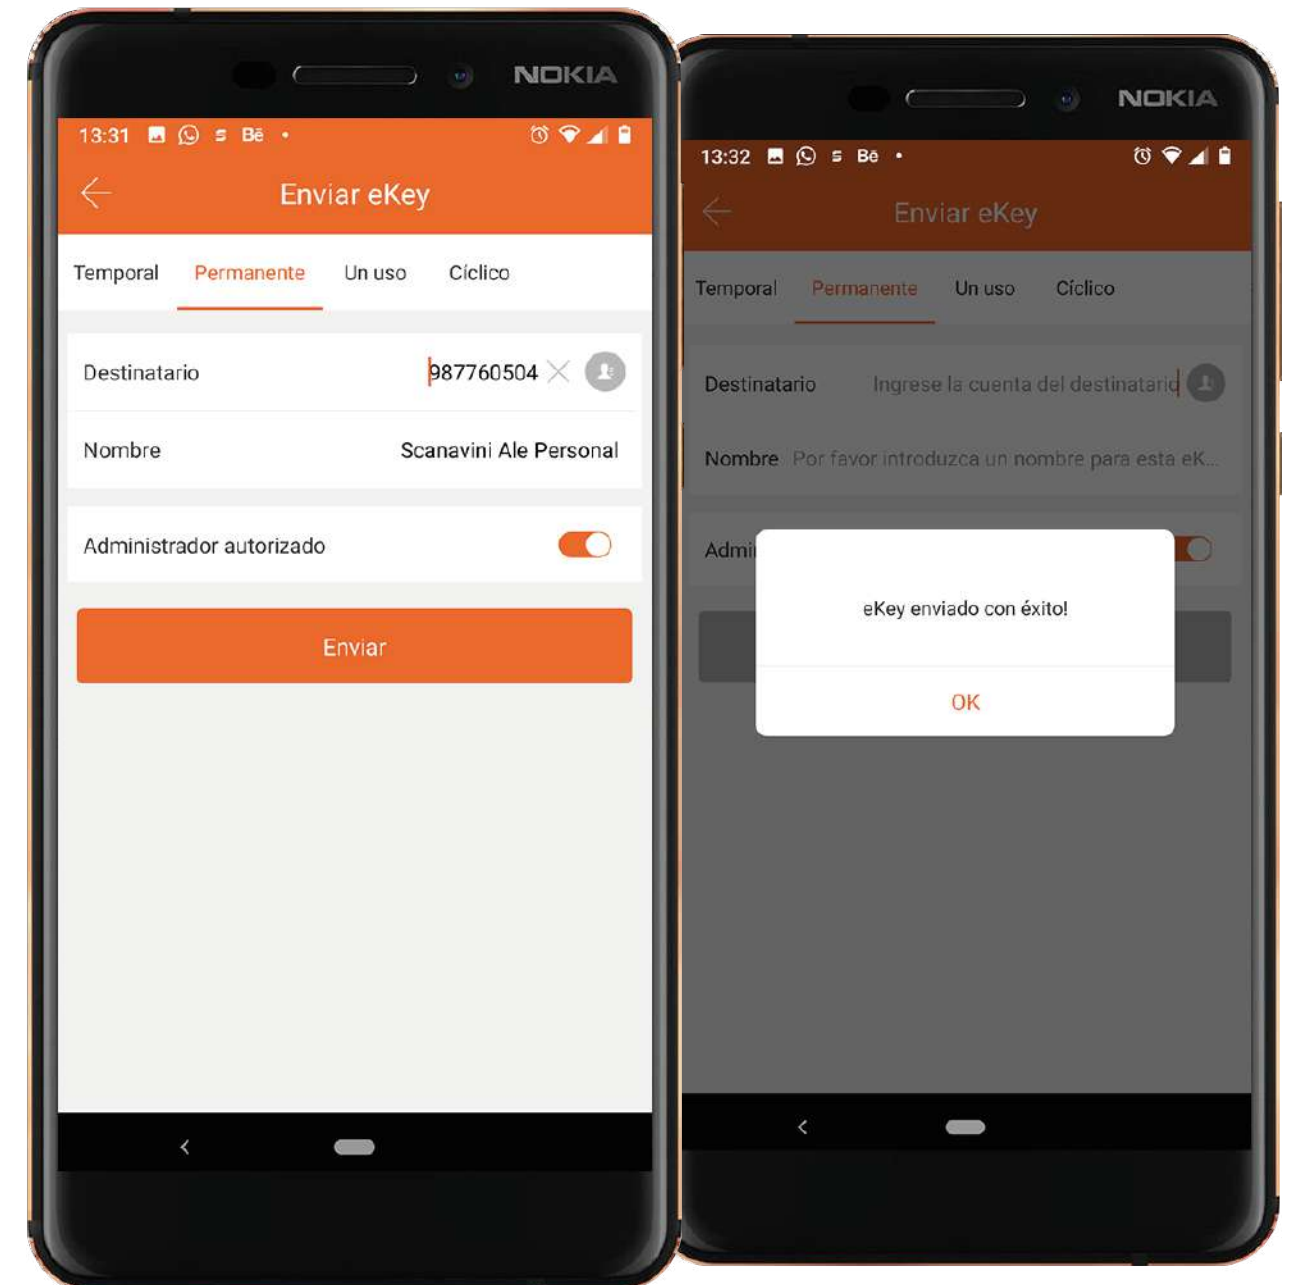 NOKIA
13:31 Bē
Enviar eKey
Temporal Permanente Un uso Cíclico
Destinatario 987760504
Nombre Scanavini Ale Personal
Administrador autorizado
Enviar
NOKIA
13:32 Bē
Enviar eKey
Temporal Permanente Un uso Cíclico
Destinatario Ingrese la cuenta del destinatario
Nombre Por favor introduzca un nombre para esta eK...
Admi
eKey enviado con éxito!
OK